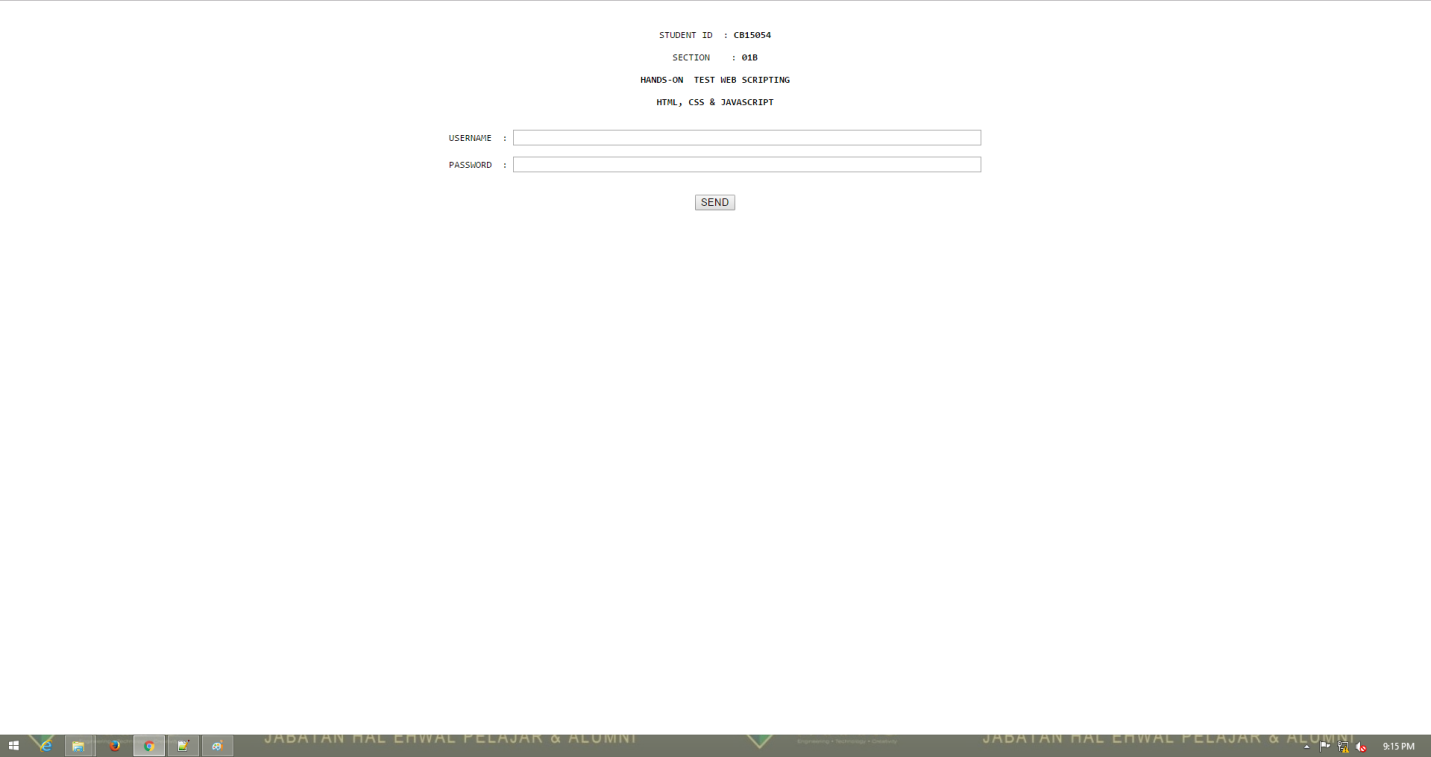 STUDENT ID : CB15054
SECTION : 01B
HANDS-ON TEST WEB SCRIPTING
HTML, CSS & JAVASCRIPT
USERNAME :
PASSWORD :
SEND
JABATAN HAL EHWAL PELAJAR & ALUMNI
JABATAN HAL EHWAL PELAJAR & ALUMNI
9:15 PM